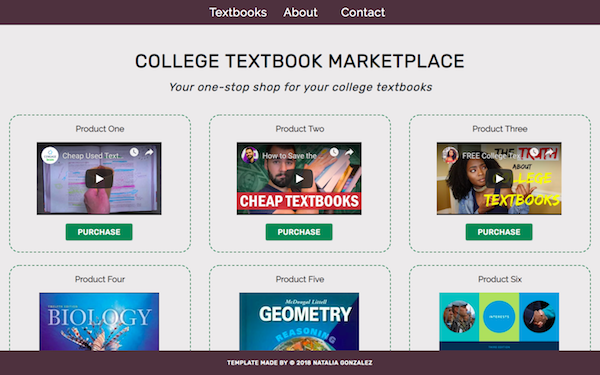 Textbooks About Contact
COLLEGE TEXTBOOK MARKETPLACE
Your one-stop shop for your college textbooks
Product One
Product Two
Product Three
Cheap Used Text...
How to Save the
FREE College Te
THE TRUTH
ABOUT
COLLEGE
CHEAP TEXTBOOKS
TEXTBOOKS
PURCHASE
PURCHASE
PURCHASE
Product Four
Product Five
Product Six
BIOLOGY
McDougal Littell
GEOMETRY
REASONING
INTERESTS
TEMPLATE MADE BY © 2018 NATALIA GONZALEZ